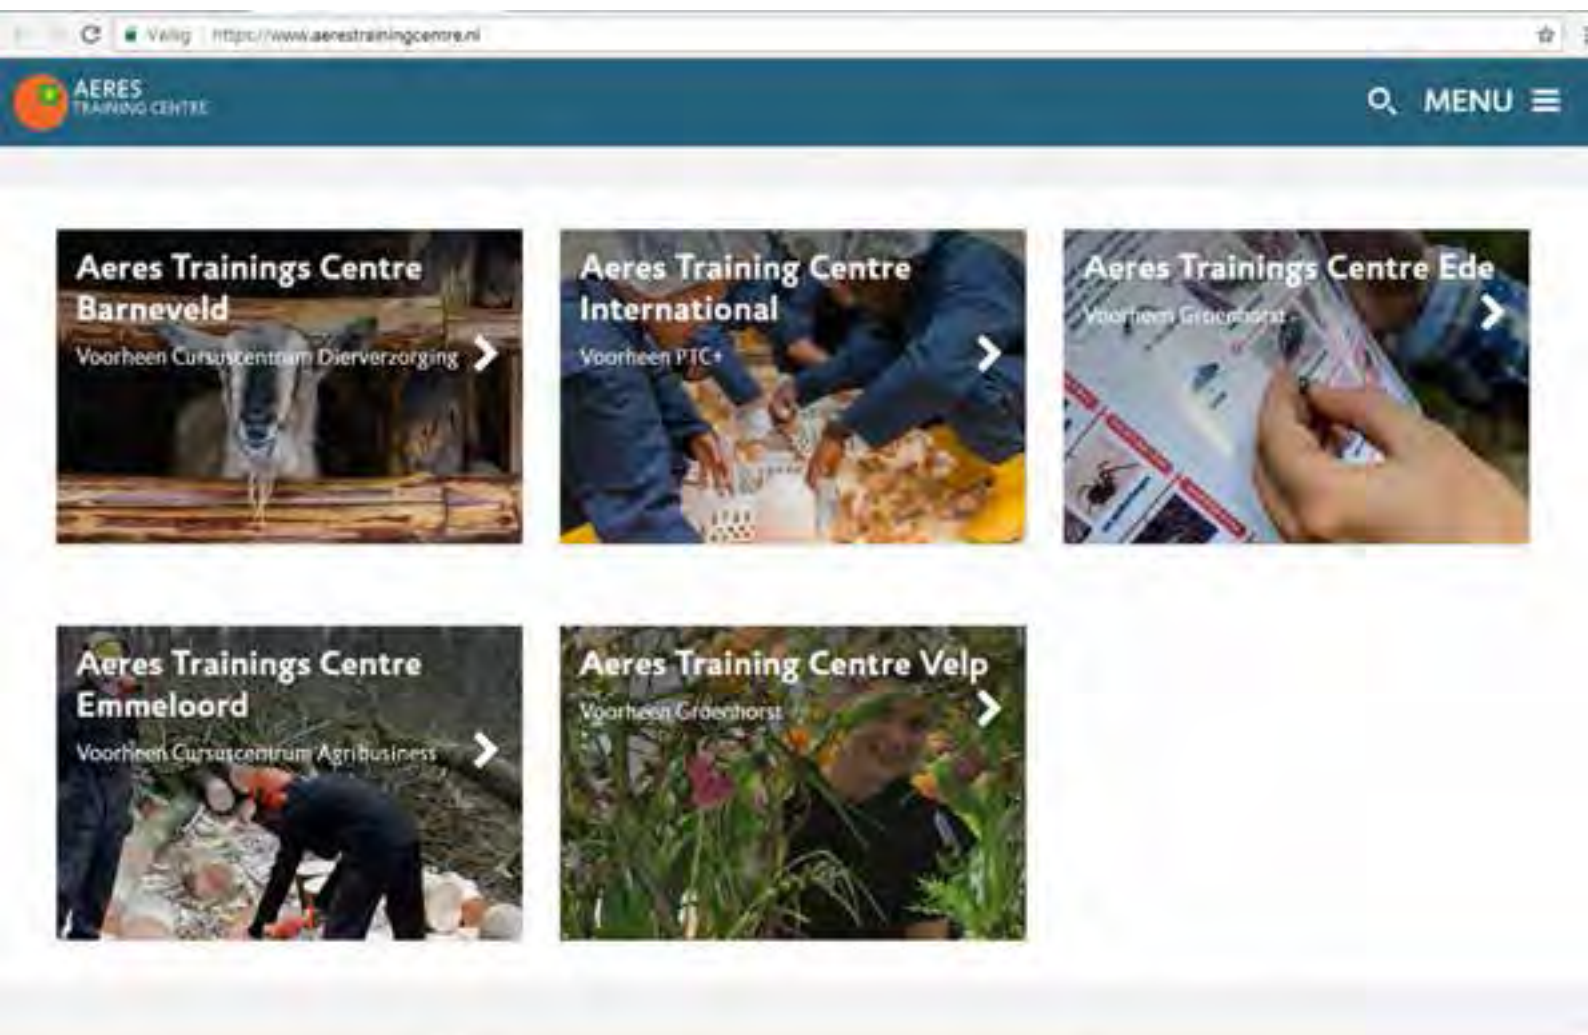 Veilig https://www.aerestrainingcentre.nl
AERES
TRAINING CENTRE
MENU
Aeres Trainings Centre
Barneveld
Voorheen Cursuscentrum Dierverzorging
Aeres Training Centre
International
Voorheen PTC+
Aeres Trainings Centre Ede
Voorheen Groenhorst
Aeres Trainings Centre
Emmeloord
Voorheen Cursuscentrum Agribusiness
Aeres Training Centre Velp
Voorheen Groenhorst